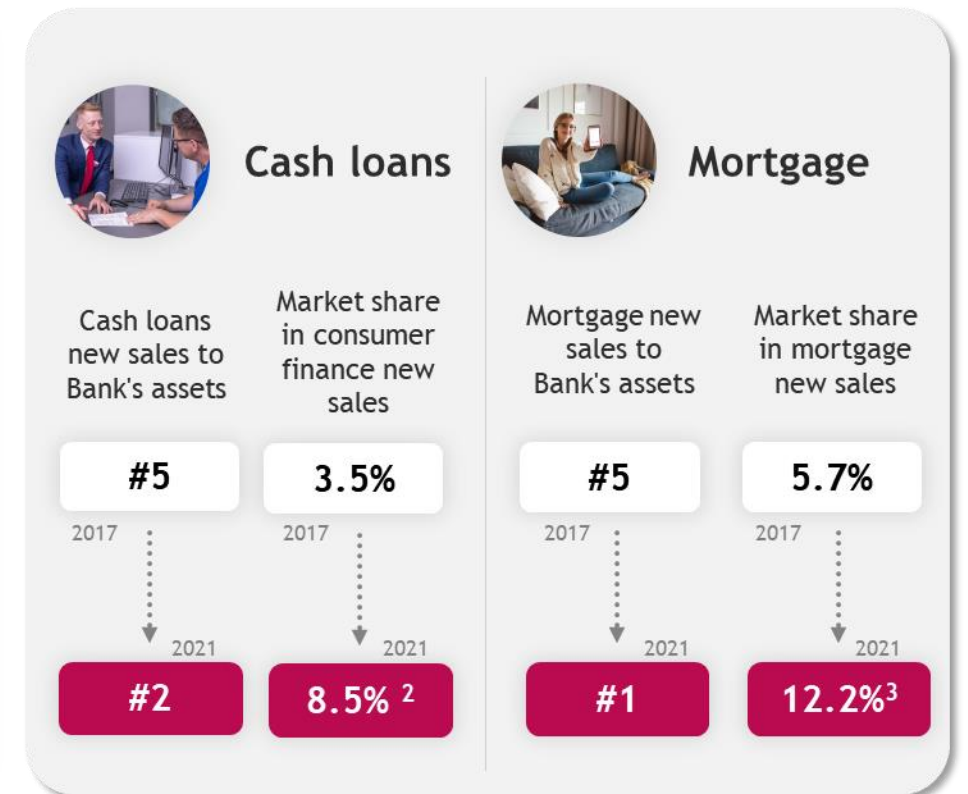 Cash loans
Cash loans
new sales to
Bank's assets
Market share
in consumer
finance new
sales
#5
3.5%
2017
2017
2021
2021
#2
8.5% ²
Mortgage
Mortgage new
sales to
Bank's assets
Market share
in mortgage
new sales
#5
5.7%
2017
2017
2021
2021
#1
12.2%³